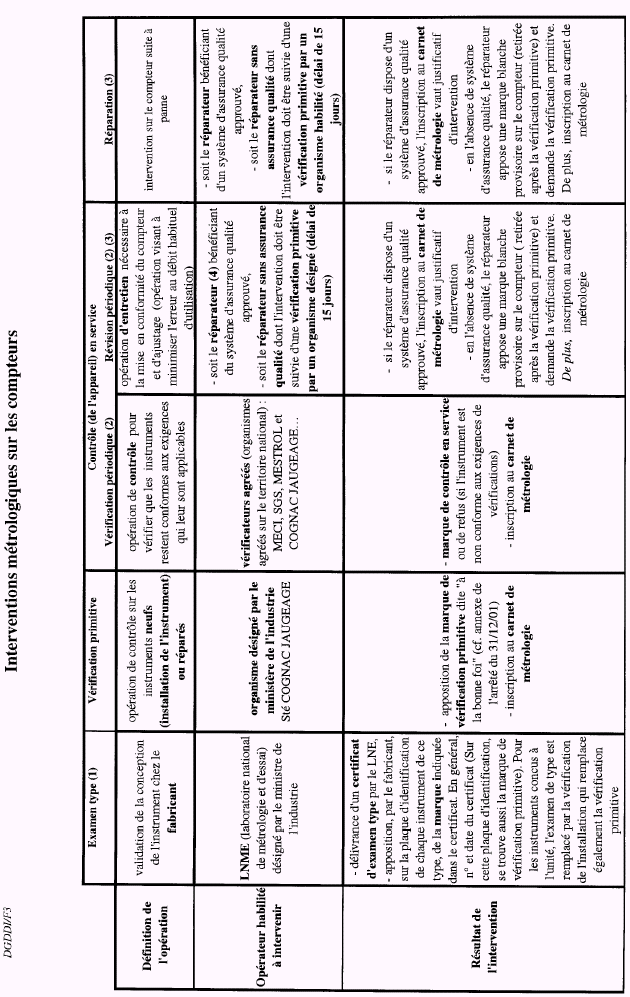 DGDDI/F3
Interventions métrologiques sur les compteurs
Examen type (1)
Vérification primitive
Contrôle (de l'appareil) en service
Vérification périodique (2)
Révision périodique (2) (3)
Réparation (3)
Définition de
l'opération
validation de la conception
de l'instrument chez le
fabricant
opération de contrôle sur les
instruments neufs
(installation de l'instrument)
ou réparés
opération de contrôle pour
vérifier que les instruments
restent conformes aux exigences
qui leur sont applicables
opération d'entretien nécessaire à
la mise en conformité du compteur
et d'ajustage (opération visant à
minimiser l'erreur au débit habituel
d'utilisation)
intervention sur le compteur suite à
panne
Opérateur habilité
à intervenir
LNME (laboratoire national
de métrologie et d'essai)
désigné par le ministre de
l'industrie
organisme désigné par le
ministère de l'industrie
Sté COGNAC JAUGEAGE
vérificateurs agréés (organismes
agréés sur le territoire national) :
MECI, SGS, MESTROL et
COGNAC JAUGEAGE…
- soit le réparateur (4) bénéficiant
du système d'assurance qualité
approuvé,
- soit le réparateur sans assurance
qualité dont l'intervention doit être
suivie d'une vérification primitive
par un organisme désigné (délai de
15 jours)
- soit le réparateur bénéficiant
d'un système d'assurance qualité
approuvé,
- soit le réparateur sans
assurance qualité dont
l'intervention doit être suivie d'une
vérification primitive par un
organisme habilité (délai de 15
jours)
Résultat de
l'intervention
- délivrance d'un certificat
d'examen type par le LNE,
- apposition, par le fabricant,
sur la plaque d'identification
de chaque instrument de ce
type, de la marque indiquée
dans le certificat. En général,
n° et date du certificat (Sur
cette plaque d'identification,
se trouve aussi la marque de
vérification primitive). Pour
les instruments concus à
l'unité, l'examen de type est
remplacé par la vérification
de l'installation qui remplace
également la vérification
primitive
- apposition de la marque de
vérification primitive dite "à
la bonne foi" (cf. annexe de
l'arrêté du 31/12/01)
- inscription au carnet de
métrologie
- marque de contrôle en service
ou de refus (si l'instrument est
non conforme aux exigences de
vérifications)
- inscription au carnet de
métrologie
- si le réparateur dispose d'un
système d'assurance qualité
approuvé, l'inscription au carnet de
métrologie vaut justificatif
d'intervention
- en l'absence de système
d'assurance qualité, le réparateur
appose une marque blanche
provisoire sur le compteur ( retirée
après la vérification primitive) et
demande la vérification primitive.
De plus, inscription au carnet de
métrologie
- si le réparateur dispose d'un
système d'assurance qualité
approuvé, l'inscription au carnet
de métrologie vaut justificatif
d'intervention
- en l'absence de système
d'assurance qualité, le réparateur
appose une marque blanche
provisoire sur le compteur (retirée
après la vérification primitive) et
demande la vérification primitive.
De plus, inscription au carnet de
métrologie